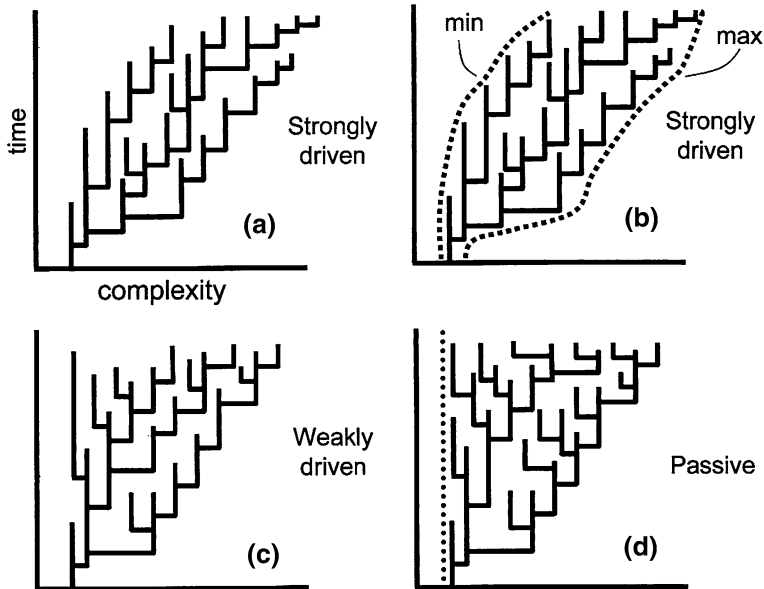 time
Strongly
driven
(a)
complexity
min
max
Strongly
driven
(b)
Weakly
driven
(c)
Passive
(d)